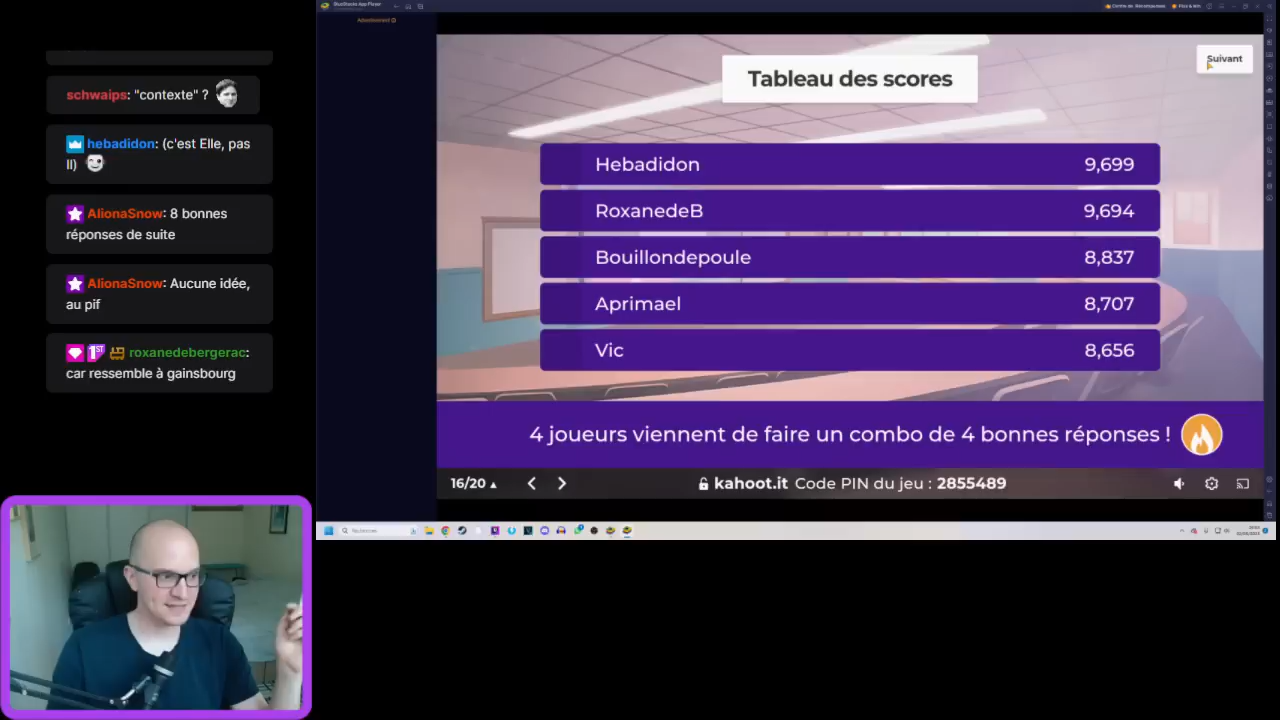 BlueStacks App Player
schwaips: "contexte" ?
hebadidon: (c'est Elle, pas
Il)
AlionaSnow: 8 bonnes
réponses de suite
AlionaSnow: Aucune idée,
au pif
1ST roxanedebergerac:
car ressemble à gainsbourg
Suivant
Tableau des scores
Hebadidon 9,699
RoxanedeB 9,694
Bouillondepoule 8,837
Aprimael 8,707
Vic 8,656
4 joueurs viennent de faire un combo de 4 bonnes réponses !
16/20
kahoot.it Code PIN du jeu : 2855489